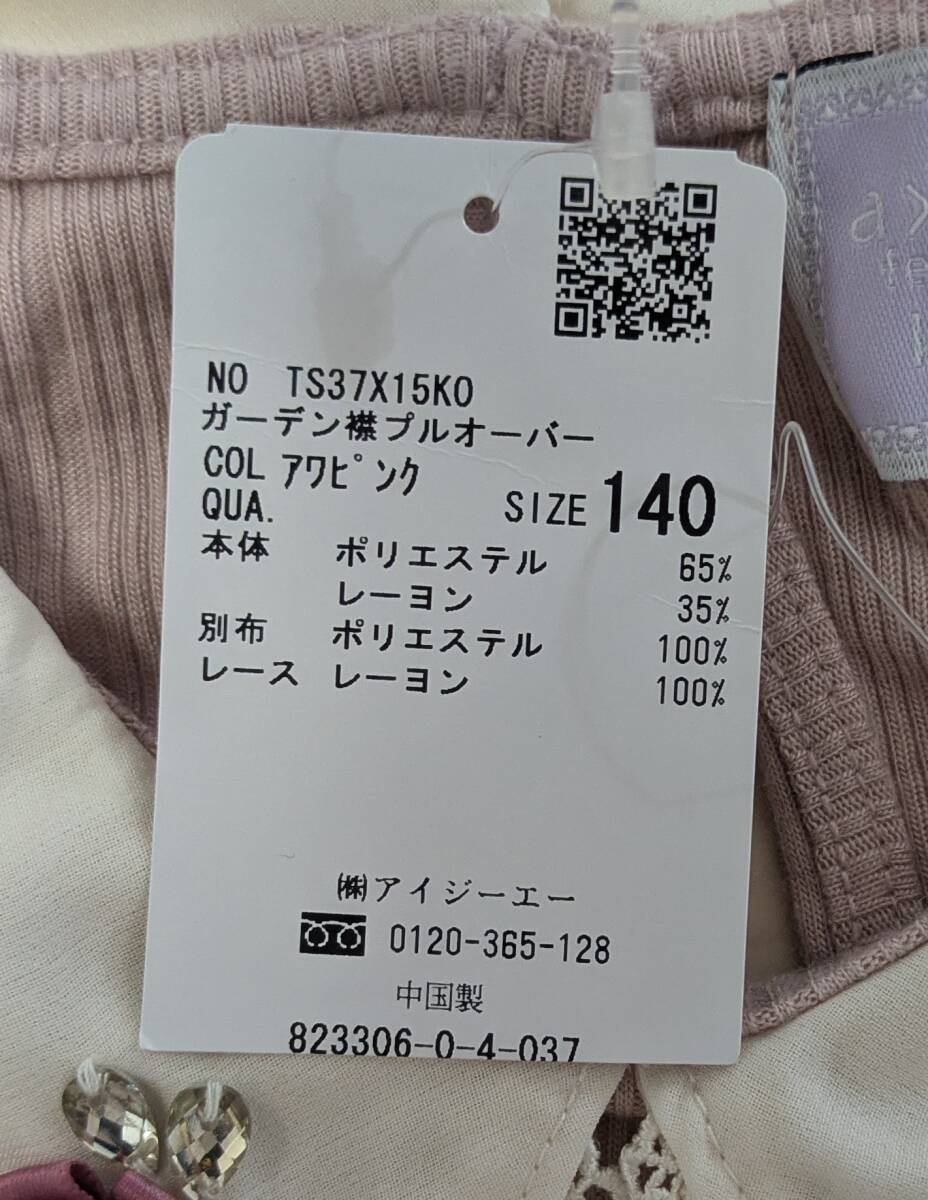 NO TS37X15KO
ガーデン襟プルオーバー
COL ｱﾜﾋﾟﾝｸ
QUA. SIZE 140
本体 ポリエステル 65%
レーヨン 35%
別布 ポリエステル 100%
レース レーヨン 100%
㈱アイジーエー
0120-365-128
中国製
823306-0-4-037